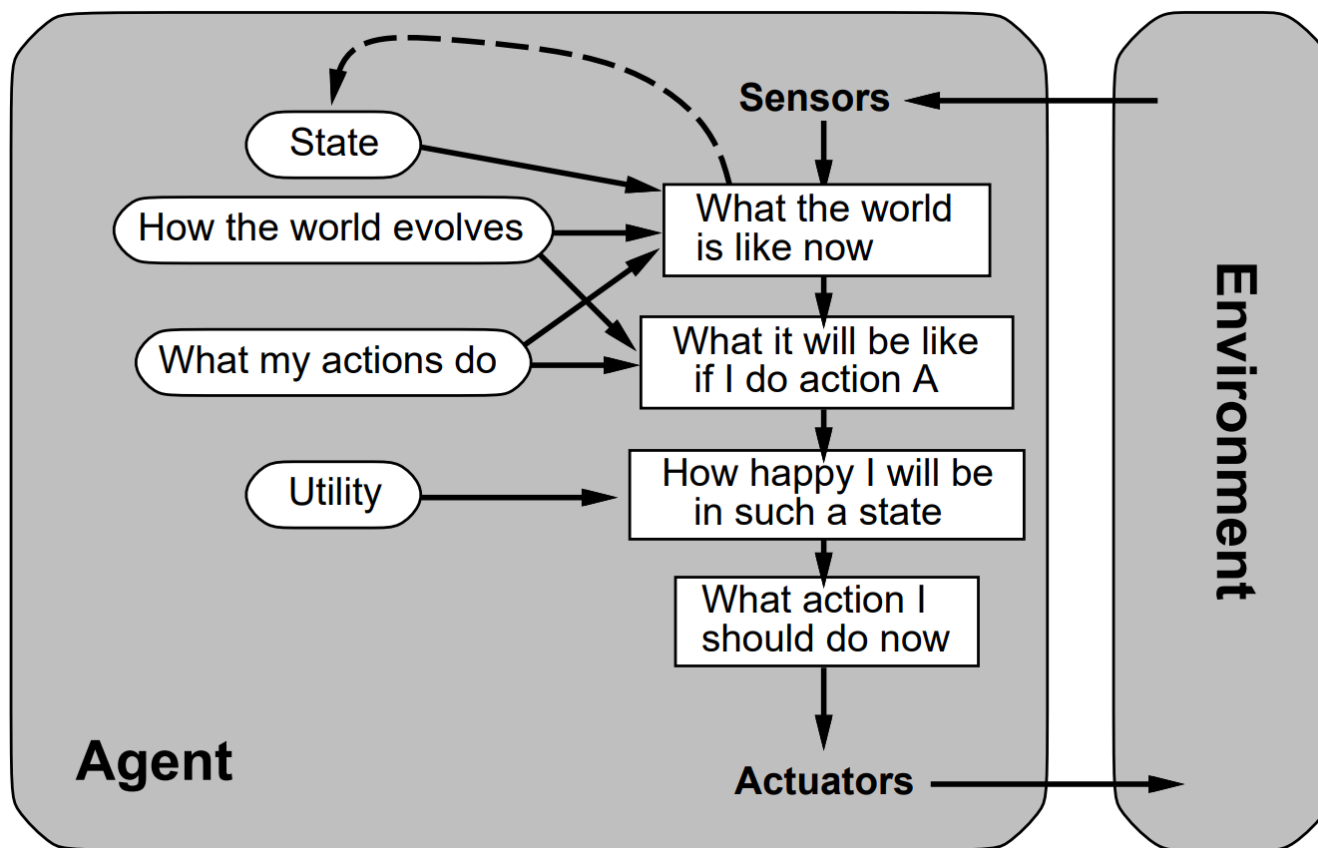 Sensors
State
What the world
is like now
How the world evolves
What it will be like
if I do action A
What my actions do
How happy I will be
in such a state
Utility
What action I
should do now
Agent
Actuators
Environment